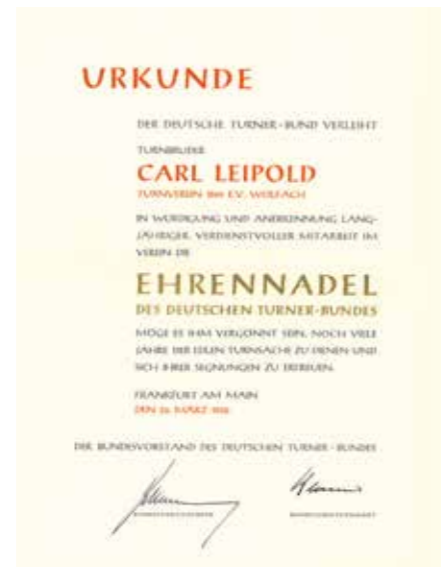 URKUNDE
DER DEUTSCHE TURNER-BUND VERLEIHT
TURNBRUDER
CARL LEIPOLD
TURNVEREIN E.V. WOLFACH
IN WÜRDIGUNG UND ANERKENNUNG LANG-
JÄHRIGER, VERDIENSTVOLLER MITARBEIT IM
VEREIN DIE
EHRENNADEL
DES DEUTSCHEN TURNER-BUNDES
MÖGE ES IHM VERGÖNNT SEIN, NOCH VIELE
JAHRE DER EDLEN TURNSACHE ZU DIENEN UND
SICH IHRER SEGNUNGEN ZU ERFREUEN.
FRANKFURT AM MAIN
DEN MÄRZ
DER BUNDESVORSTAND DES DEUTSCHEN TURNER-BUNDES